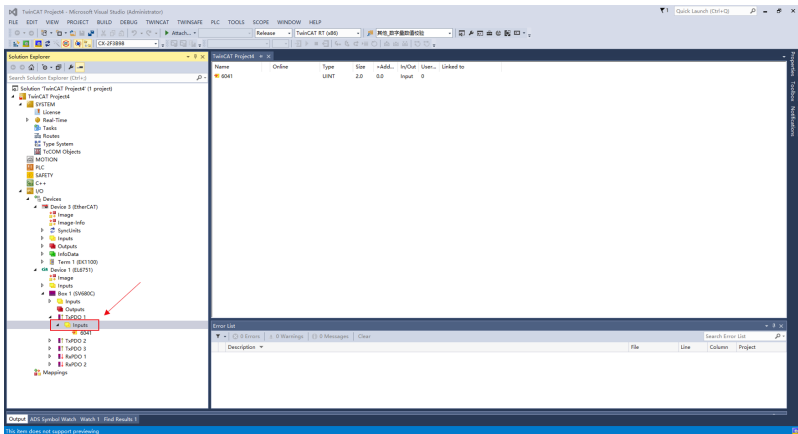 TwinCAT Project4 - Microsoft Visual Studio (Administrator)
1
Quick Launch (Ctrl+Q)
FILE EDIT VIEW PROJECT BUILD DEBUG TWINCAT TWINSAFE PLC TOOLS SCOPE WINDOW HELP
Attach...
Release
TwinCAT RT (x86)
CX-2F3B98
Solution Explorer
Search Solution Explorer (Ctrl+;)
Solution 'TwinCAT Project4' (1 project)
TwinCAT Project4
SYSTEM
License
Real-Time
Tasks
Routes
Type System
TcCOM Objects
MOTION
PLC
SAFETY
C++
I/O
Devices
Device 3 (EtherCAT)
Image
Image-Info
SyncUnits
Inputs
Outputs
InfoData
Term 1 (EK1100)
Device 1 (EL6751)
Image
Inputs
Box 1 (SV680C)
Inputs
Outputs
TxPDO 1
Inputs
6041
TxPDO 2
TxPDO 3
RxPDO 1
RxPDO 2
Mappings
TwinCAT Project4
Name Online Type Size >Add... In/Out User... Linked to
6041 UINT 2.0 0.0 Input 0
Error List
0 Errors 0 Warnings 0 Messages Clear
Search Error List
Description File Line Column Project
Properties
Toolbox
Notifications
Output ADS Symbol Watch Watch 1 Find Results 1
This item does not support previewing